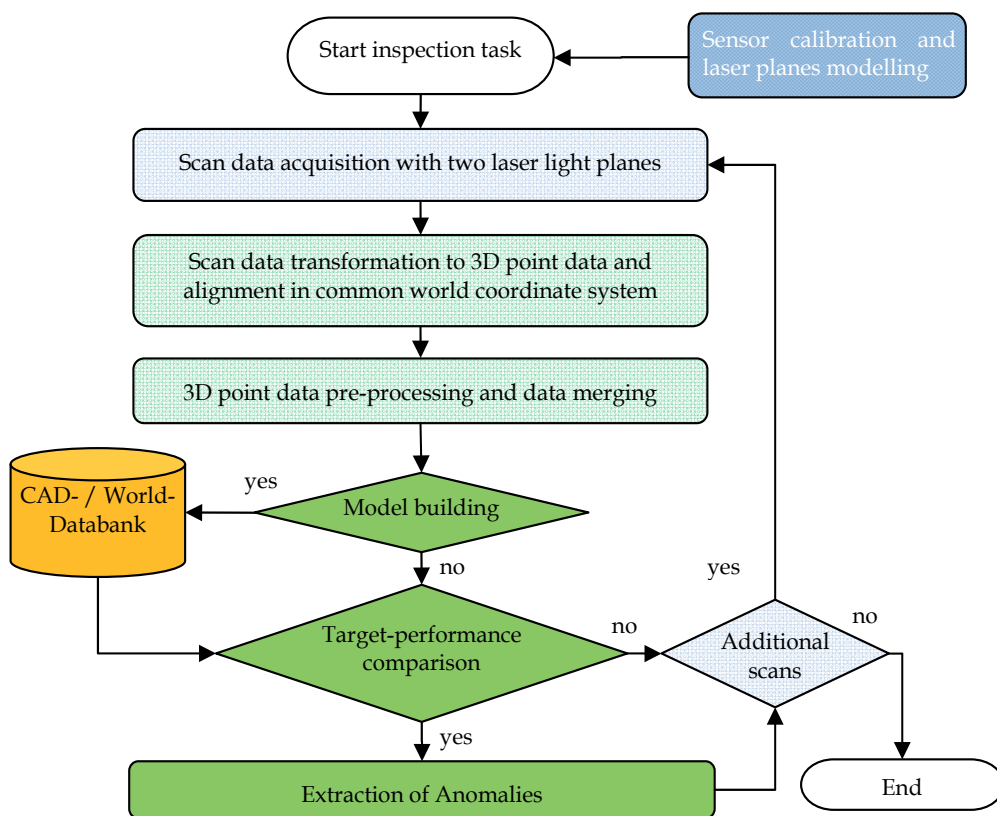 Start inspection task
Sensor calibration and
laser planes modelling
Scan data acquisition with two laser light planes
Scan data transformation to 3D point data and
alignment in common world coordinate system
3D point data pre-processing and data merging
yes
CAD- / World-
Databank
Model building
no
yes
no
Target-performance
comparison
no
Additional
scans
yes
Extraction of Anomalies
End